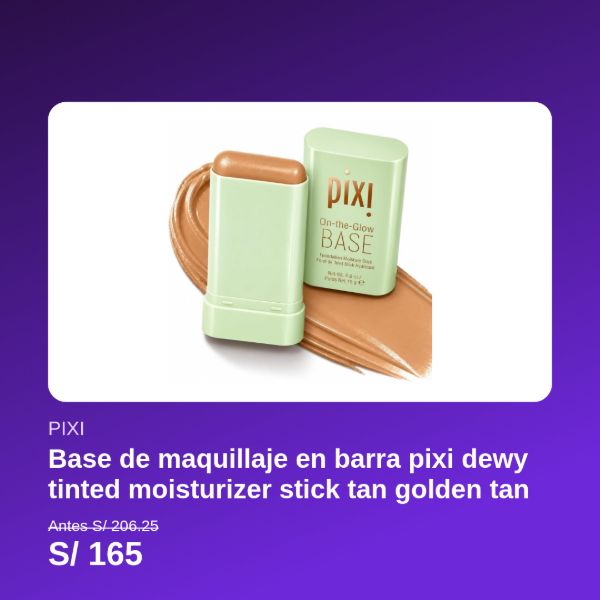 pixi
On-the-Glow
BASE
PIXI
Base de maquillaje en barra pixi dewy
tinted moisturizer stick tan golden tan
Antes S/ 206.25
S/ 165